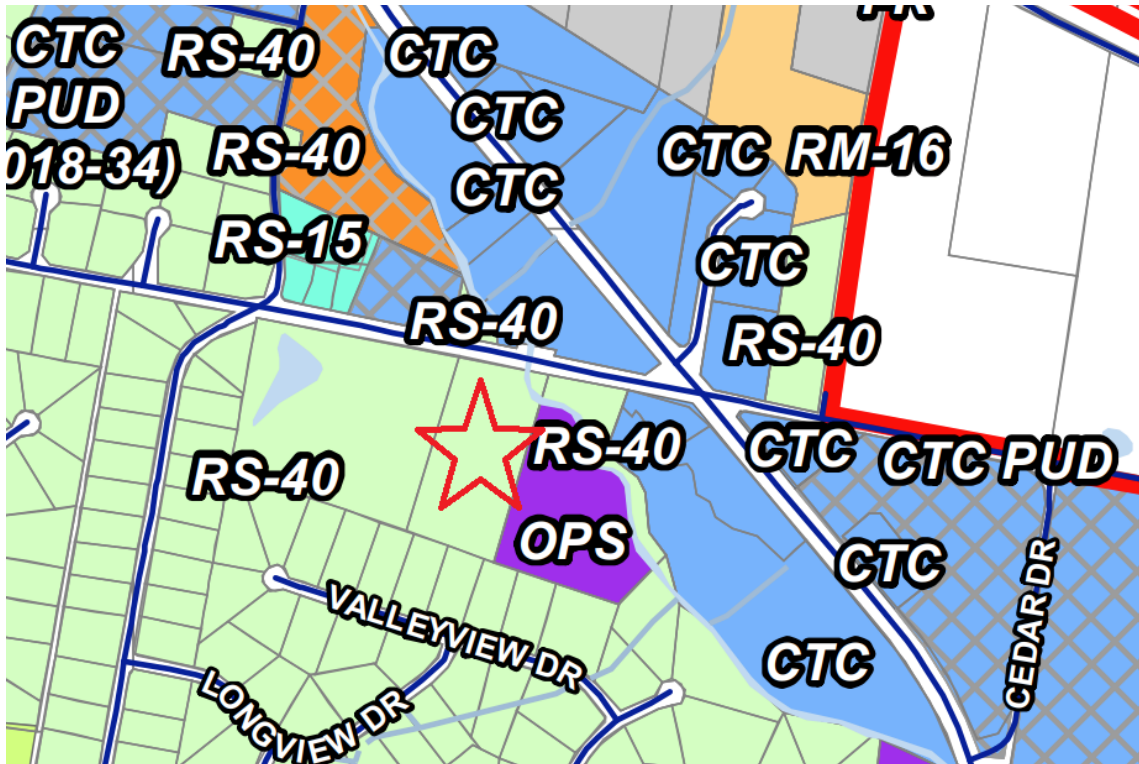 PK
CTC
RS-40
CTC
PUD
CTC
018-34)
RS-40
CTC
CTC
RM-16
RS-15
CTC
RS-40
RS-40
RS-40
RS-40
CTC
CTC PUD
OPS
CTC
VALLEYVIEW DR
CEDAR DR
CTC
LONGVIEW DR